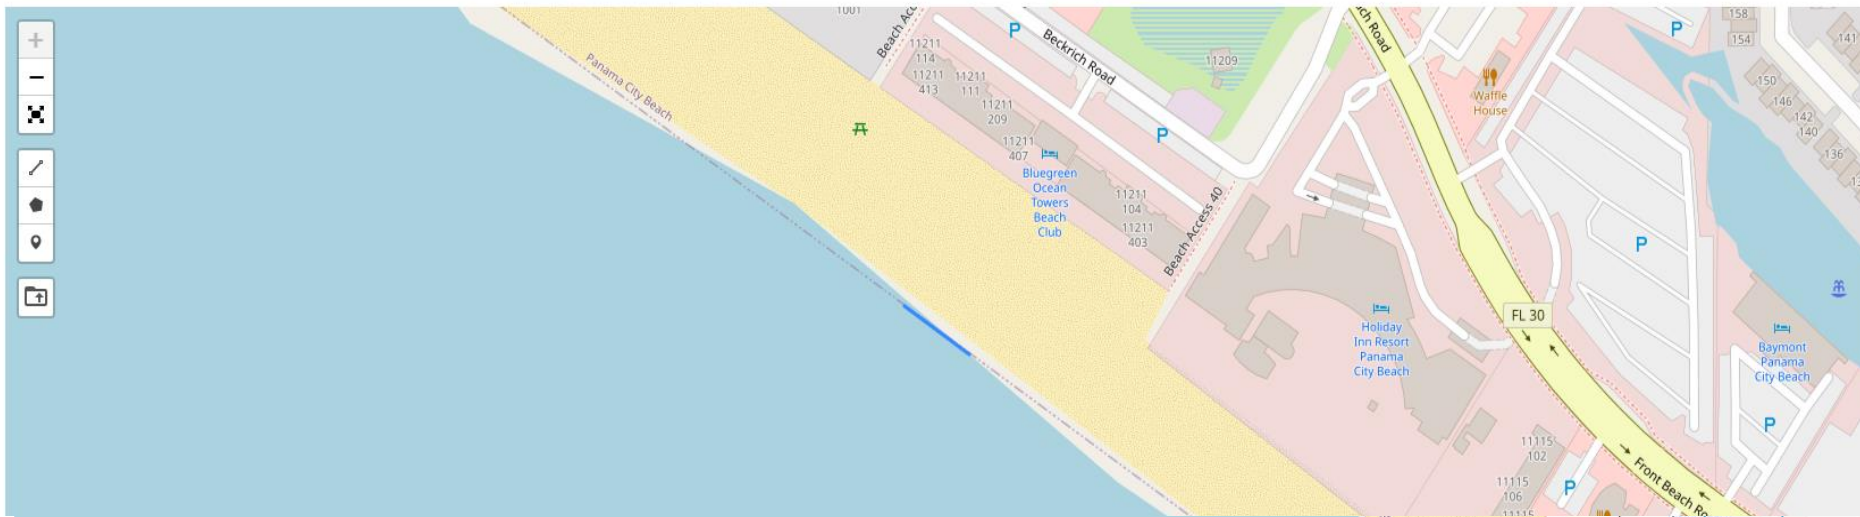 1001
Beach Acc
Panama City Beach
11211
114
11211
413
11211
111
11211
209
11211
407
Bluegreen
Ocean
Towers
Beach
Club
11211
104
11211
403
Beach Access 40
P
Beckrich Road
P
11209
ch Road
Waffle
House
P
158
154
141
150
146
142
140
136
P
Holiday
Inn Resort
Panama
City Beach
FL 30
Baymont
Panama
City Beach
P
11115
102
11115
106
11115
P
Front Beach Ro